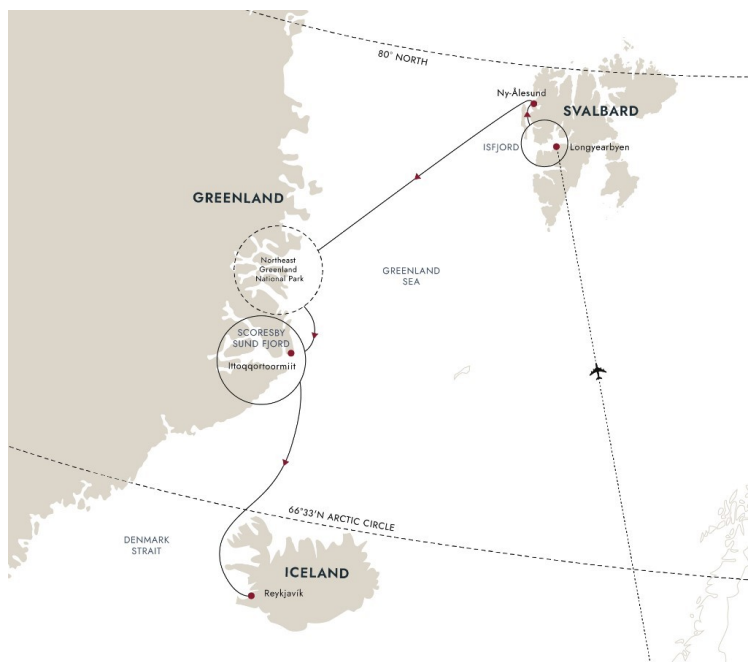 80° NORTH
Ny-Ålesund
SVALBARD
ISFJORD
Longyearbyen
GREENLAND
Northeast
Greenland
National Park
GREENLAND
SEA
SCORESBY
SUND FJORD
Ittoqqortoormiit
66°33'N ARCTIC CIRCLE
DENMARK
STRAIT
ICELAND
Reykjavík